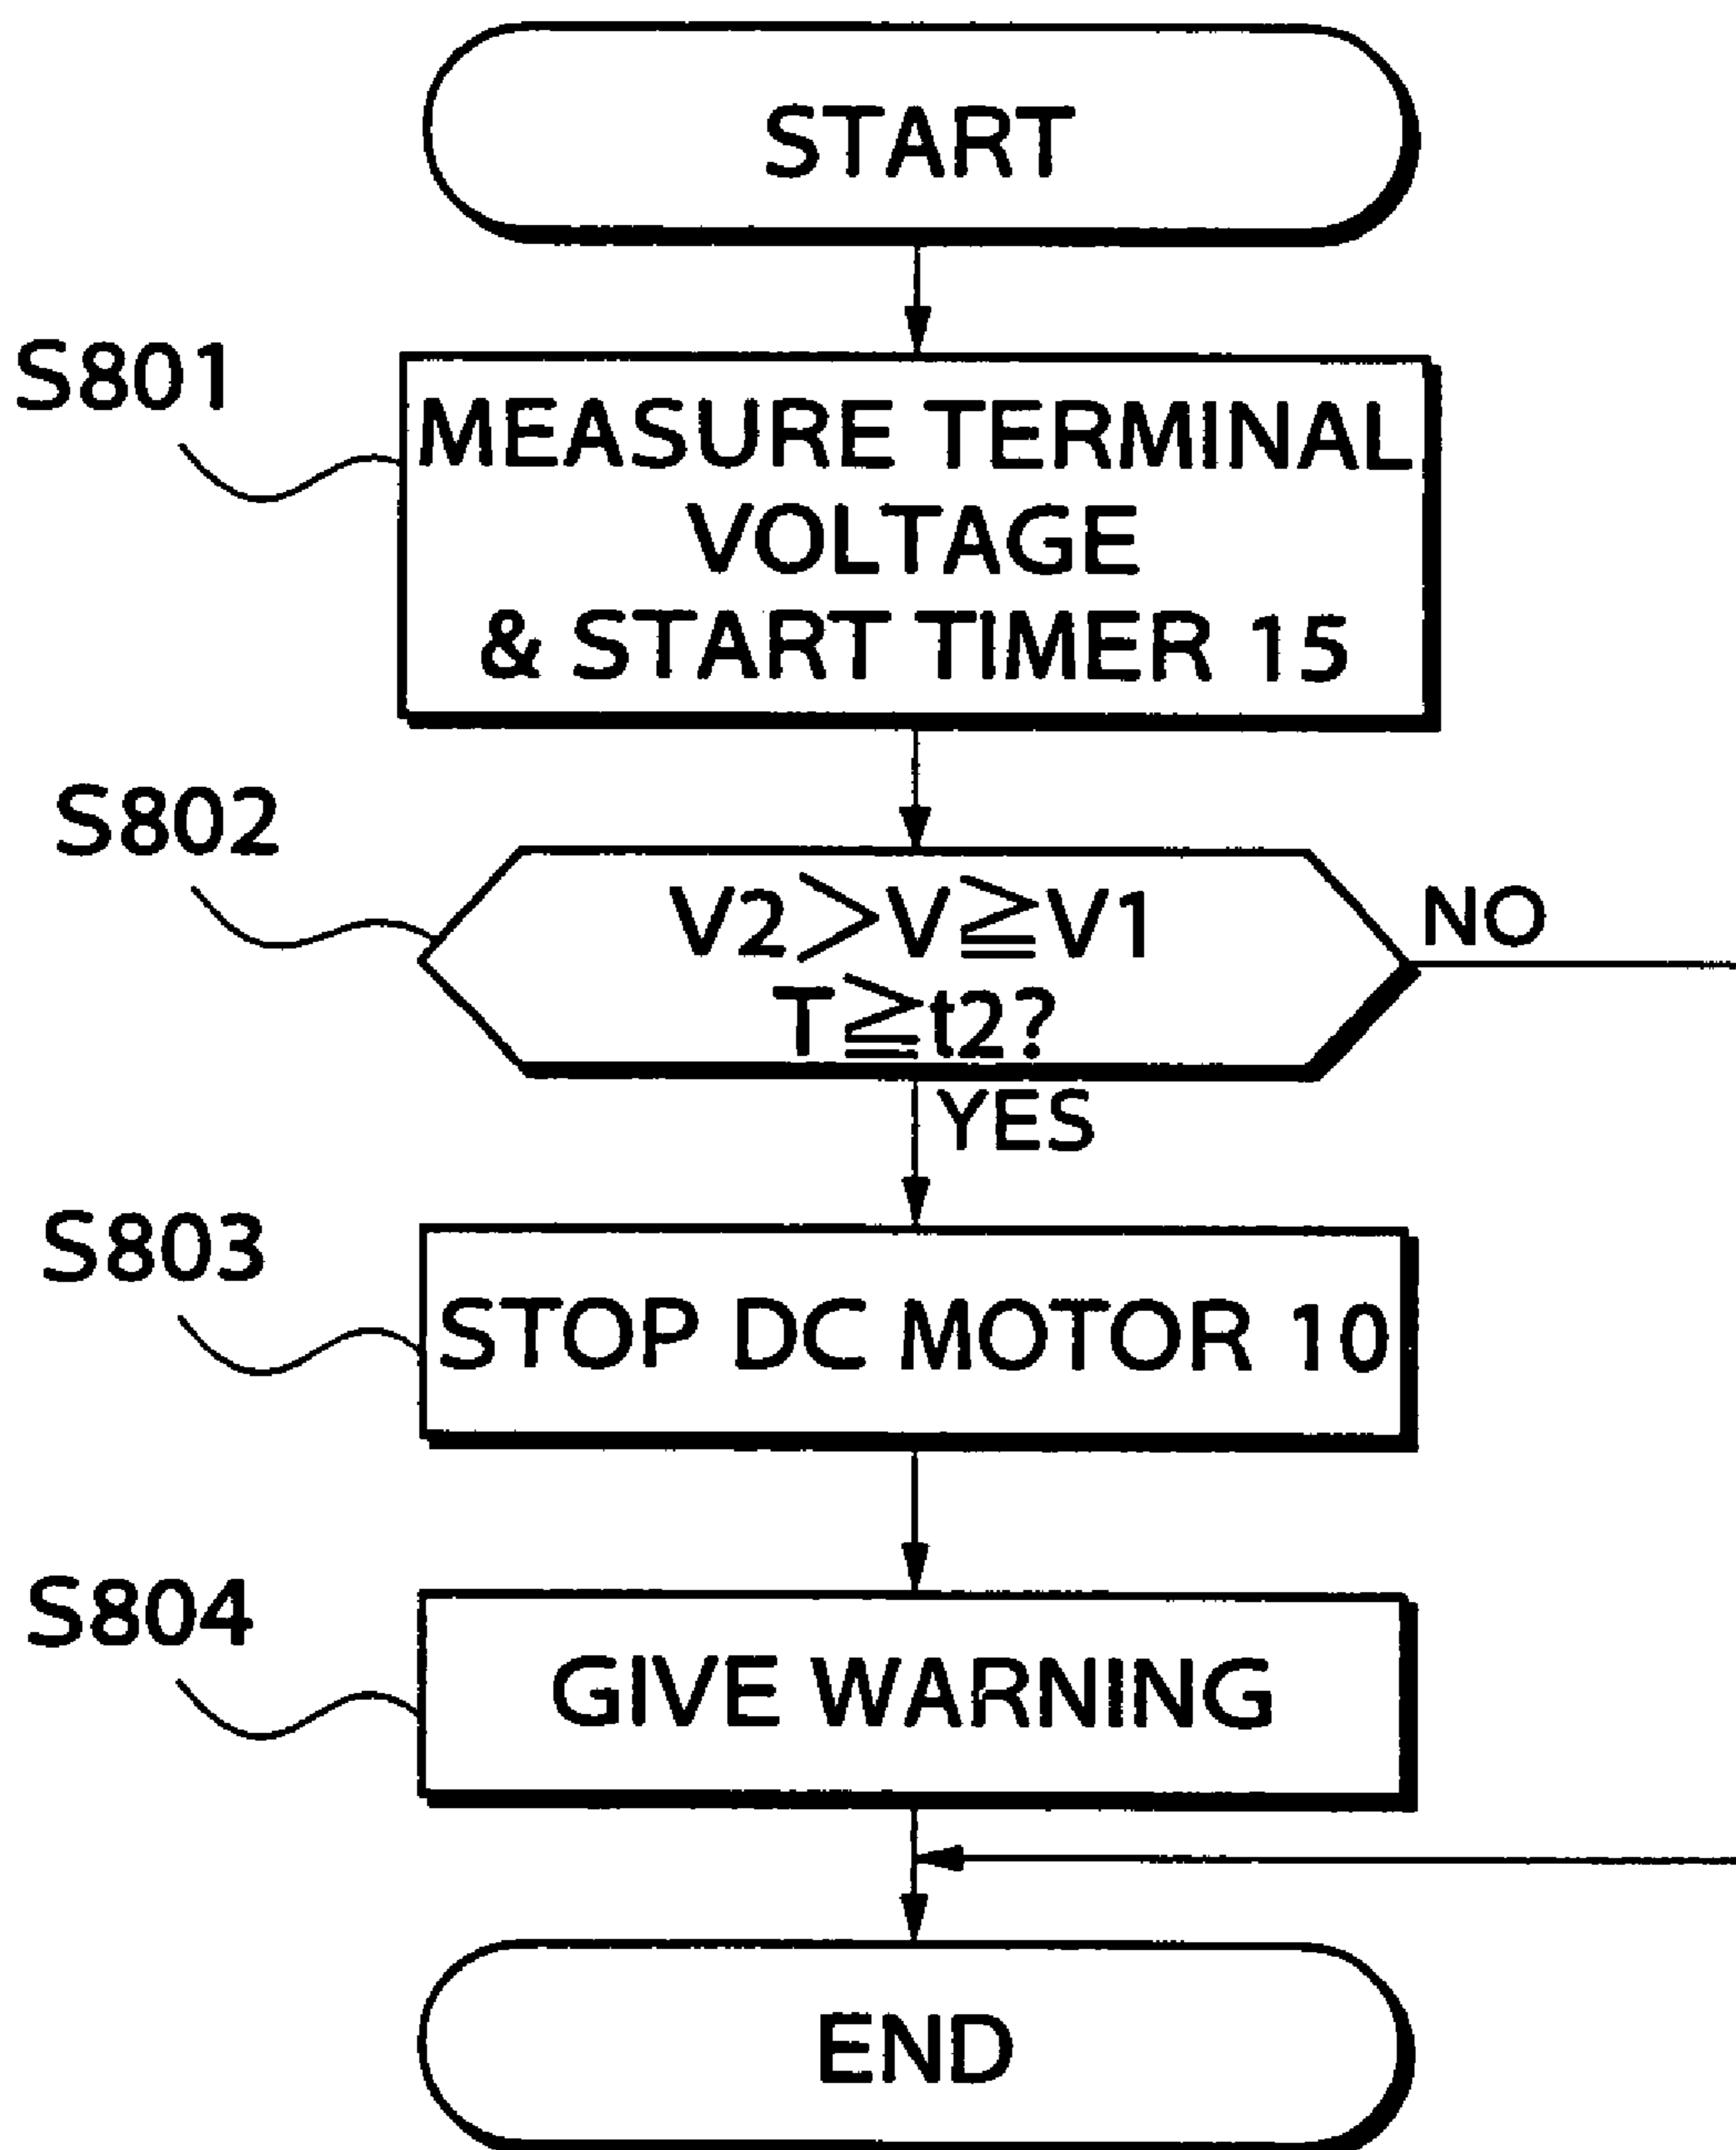 START
S801
MEASURE TERMINAL
VOLTAGE
& START TIMER 15
S802
V2>V≧V1
T≧t2?
NO
YES
S803
STOP DC MOTOR 10
S804
GIVE WARNING
END